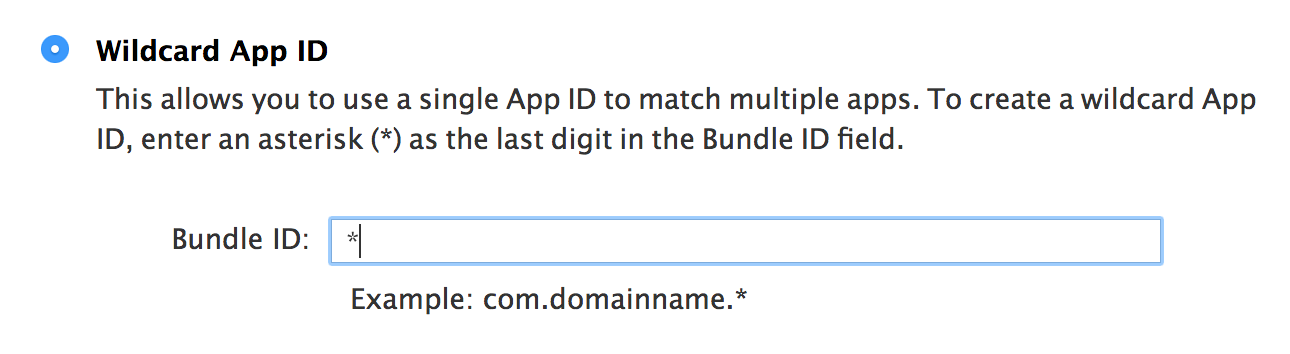 Wildcard App ID
This allows you to use a single App ID to match multiple apps. To create a wildcard App
ID, enter an asterisk (*) as the last digit in the Bundle ID field.
Bundle ID: *
Example: com.domainname.*